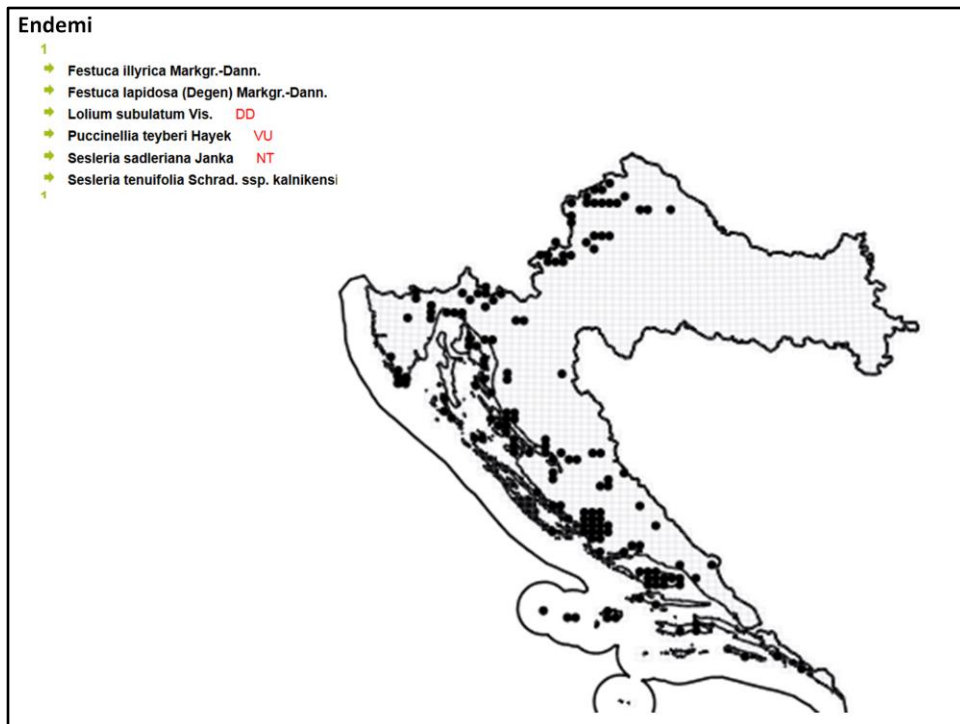 Endemi
1
Festuca illyrica Markgr.-Dann.
Festuca lapidosa (Degen) Markgr.-Dann.
Lolium subulatum Vis. DD
Puccinellia teyberi Hayek VU
Sesleria sadleriana Janka NT
Sesleria tenuifolia Schrad. ssp. kalnikensi
1